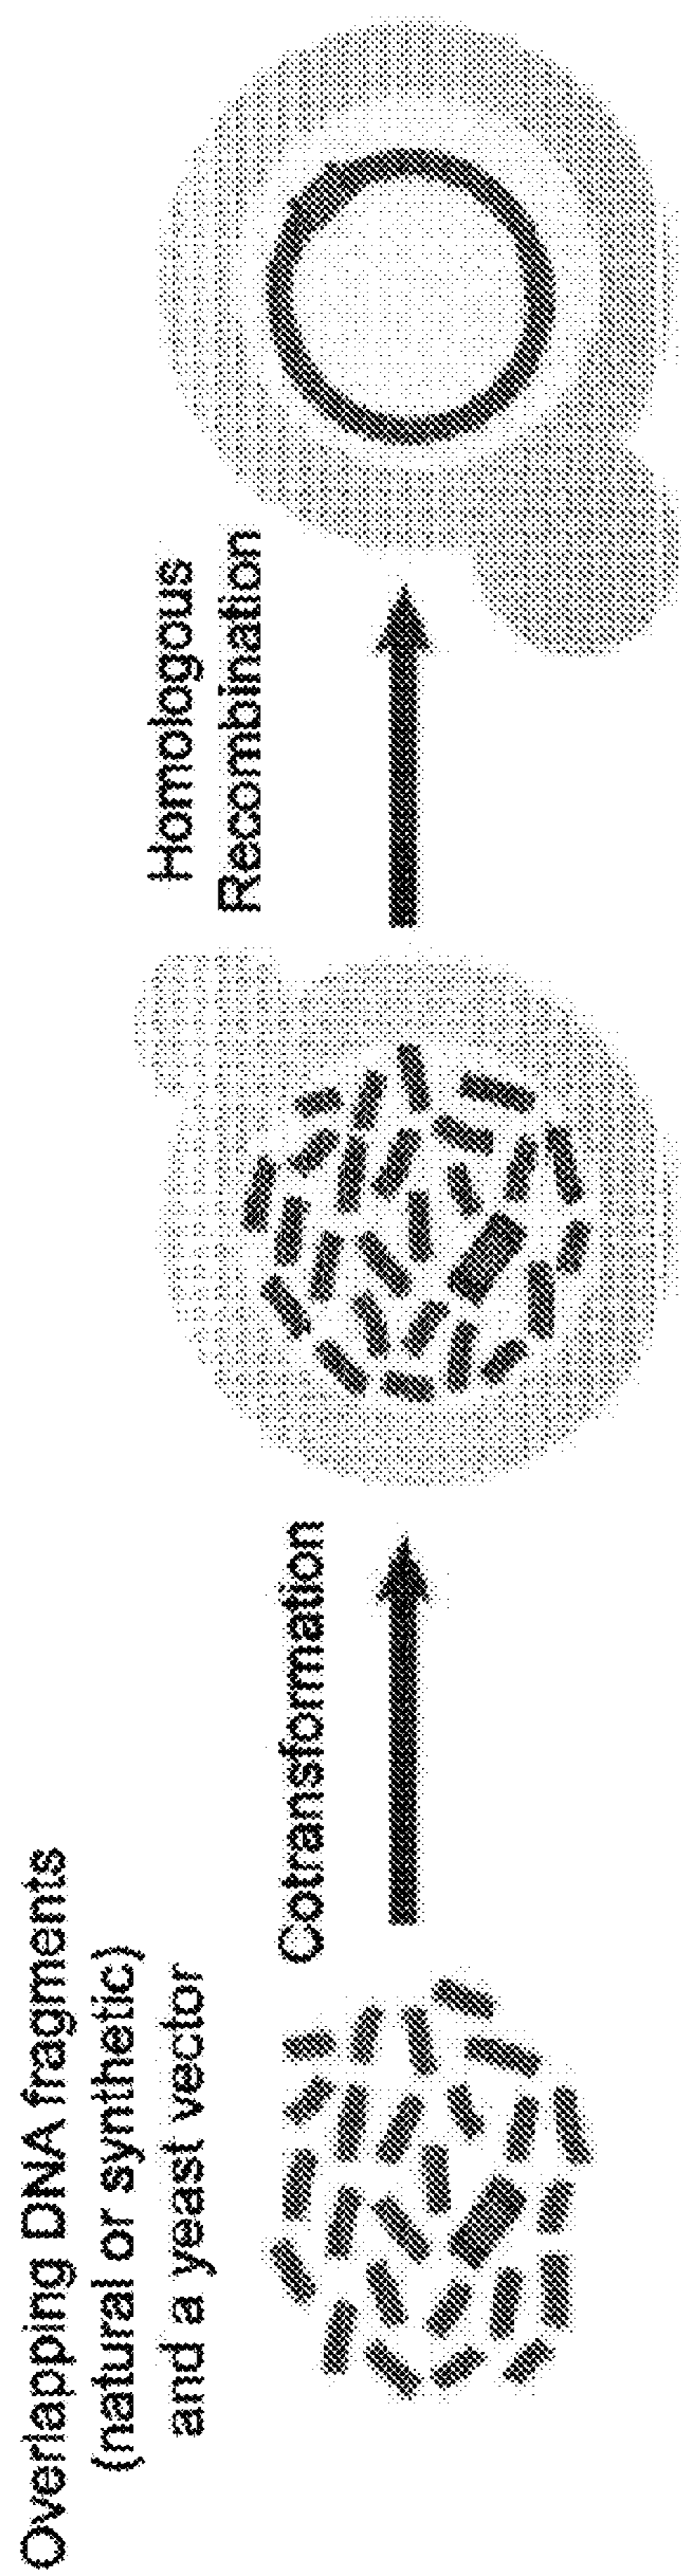 Overlapping DNA fragments
(natural or synthetic)
and a yeast vector
Cotransformation
Homologous
Recombination